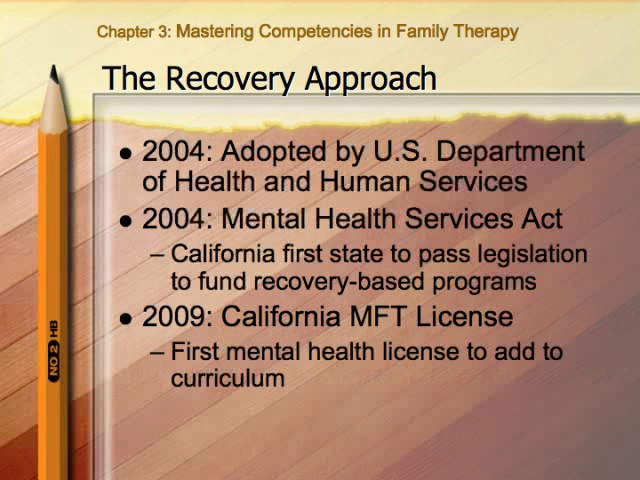 Chapter 3: Mastering Competencies in Family Therapy
The Recovery Approach
● 2004: Adopted by U.S. Department
of Health and Human Services
● 2004: Mental Health Services Act
– California first state to pass legislation
to fund recovery-based programs
● 2009: California MFT License
– First mental health license to add to
curriculum
NO 2 HB